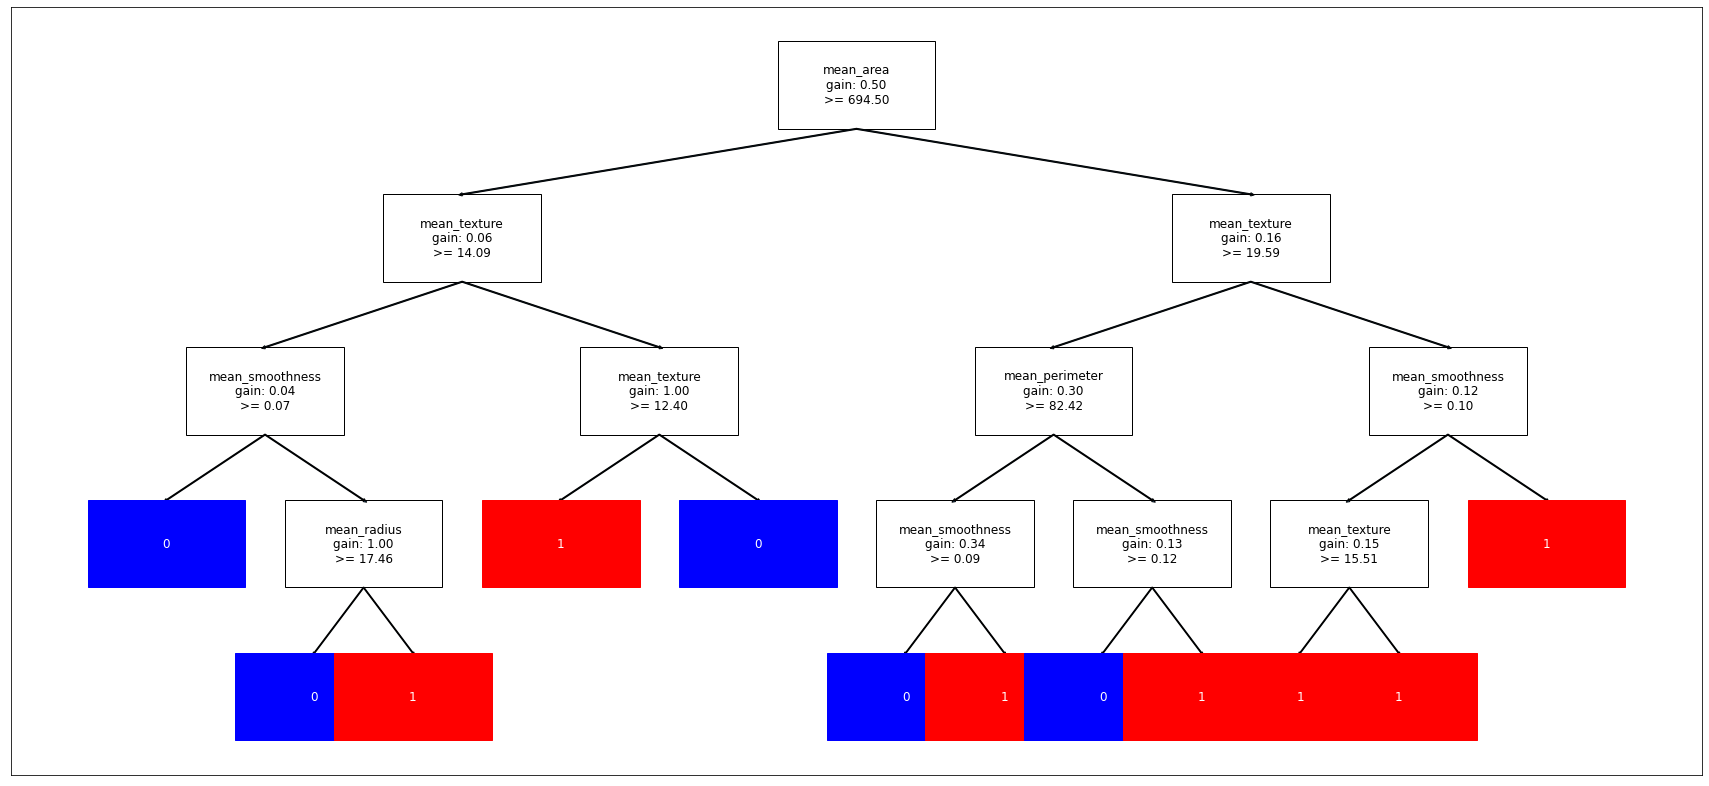 mean_area
gain: 0.50
>= 694.50
mean_texture
gain: 0.06
>= 14.09
mean_texture
gain: 0.16
>= 19.59
mean_smoothness
gain: 0.04
>= 0.07
mean_texture
gain: 1.00
>= 12.40
mean_perimeter
gain: 0.30
>= 82.42
mean_smoothness
gain: 0.12
>= 0.10
0
mean_radius
gain: 1.00
>= 17.46
1
0
mean_smoothness
gain: 0.34
>= 0.09
mean_smoothness
gain: 0.13
>= 0.12
mean_texture
gain: 0.15
>= 15.51
1
0
1
0
1
0
1
1
1